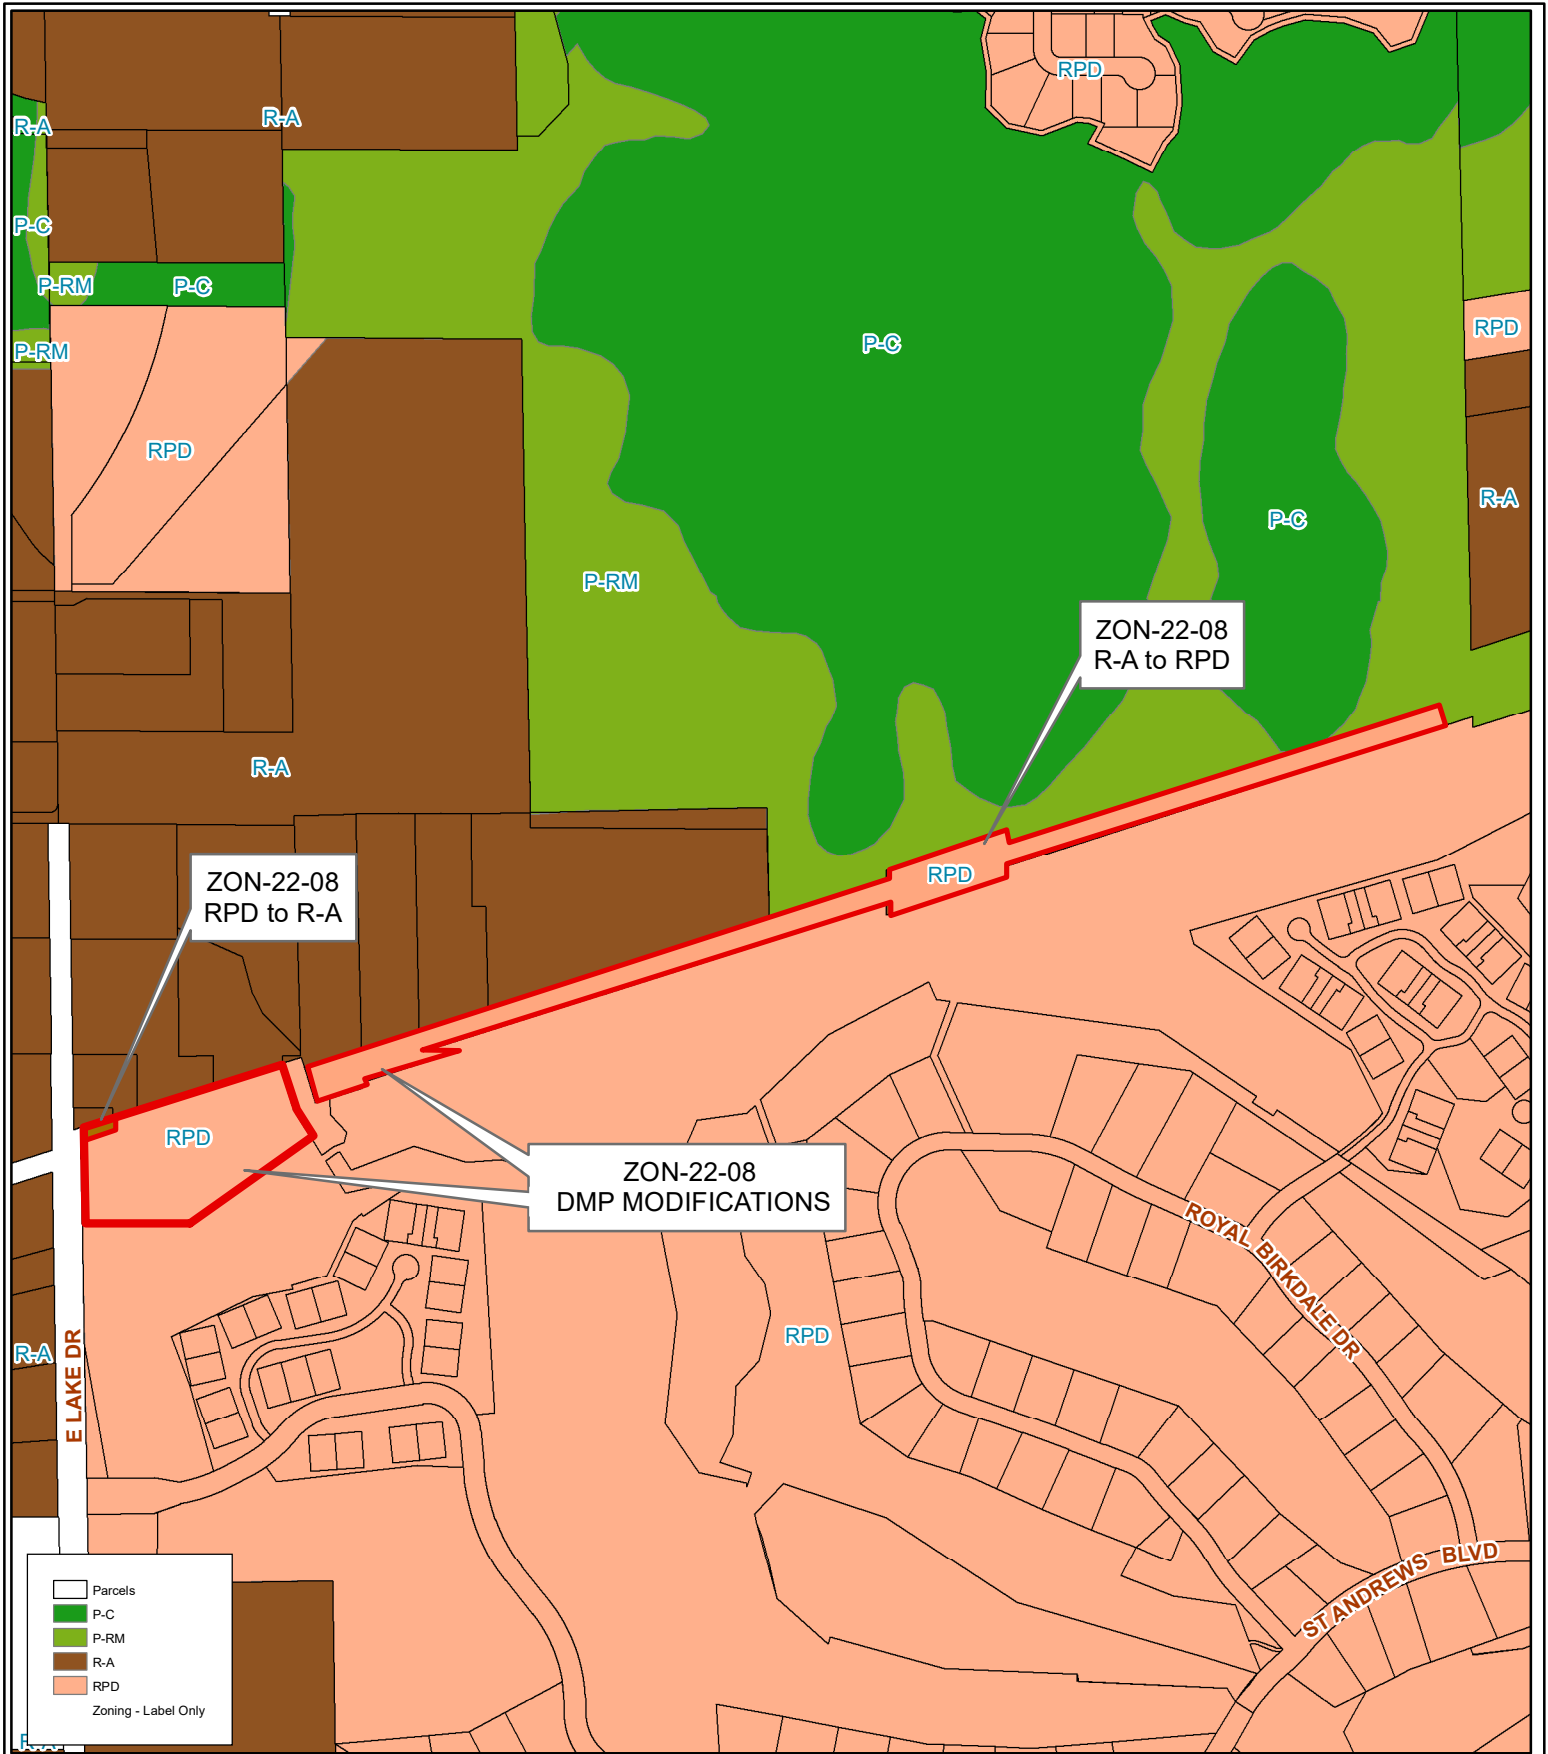 RPD
R-A
R-A
P-C
P-RM
P-C
RPD
P-RM
P-C
RPD
R-A
P-C
P-RM
ZON-22-08
R-A to RPD
R-A
ZON-22-08
RPD to R-A
RPD
RPD
ZON-22-08
DMP MODIFICATIONS
ROYAL BIRKDALE DR
RPD
R-A
E LAKE DR
ST ANDREWS BLVD
Parcels
P-C
P-RM
R-A
RPD
Zoning - Label Only
R-A